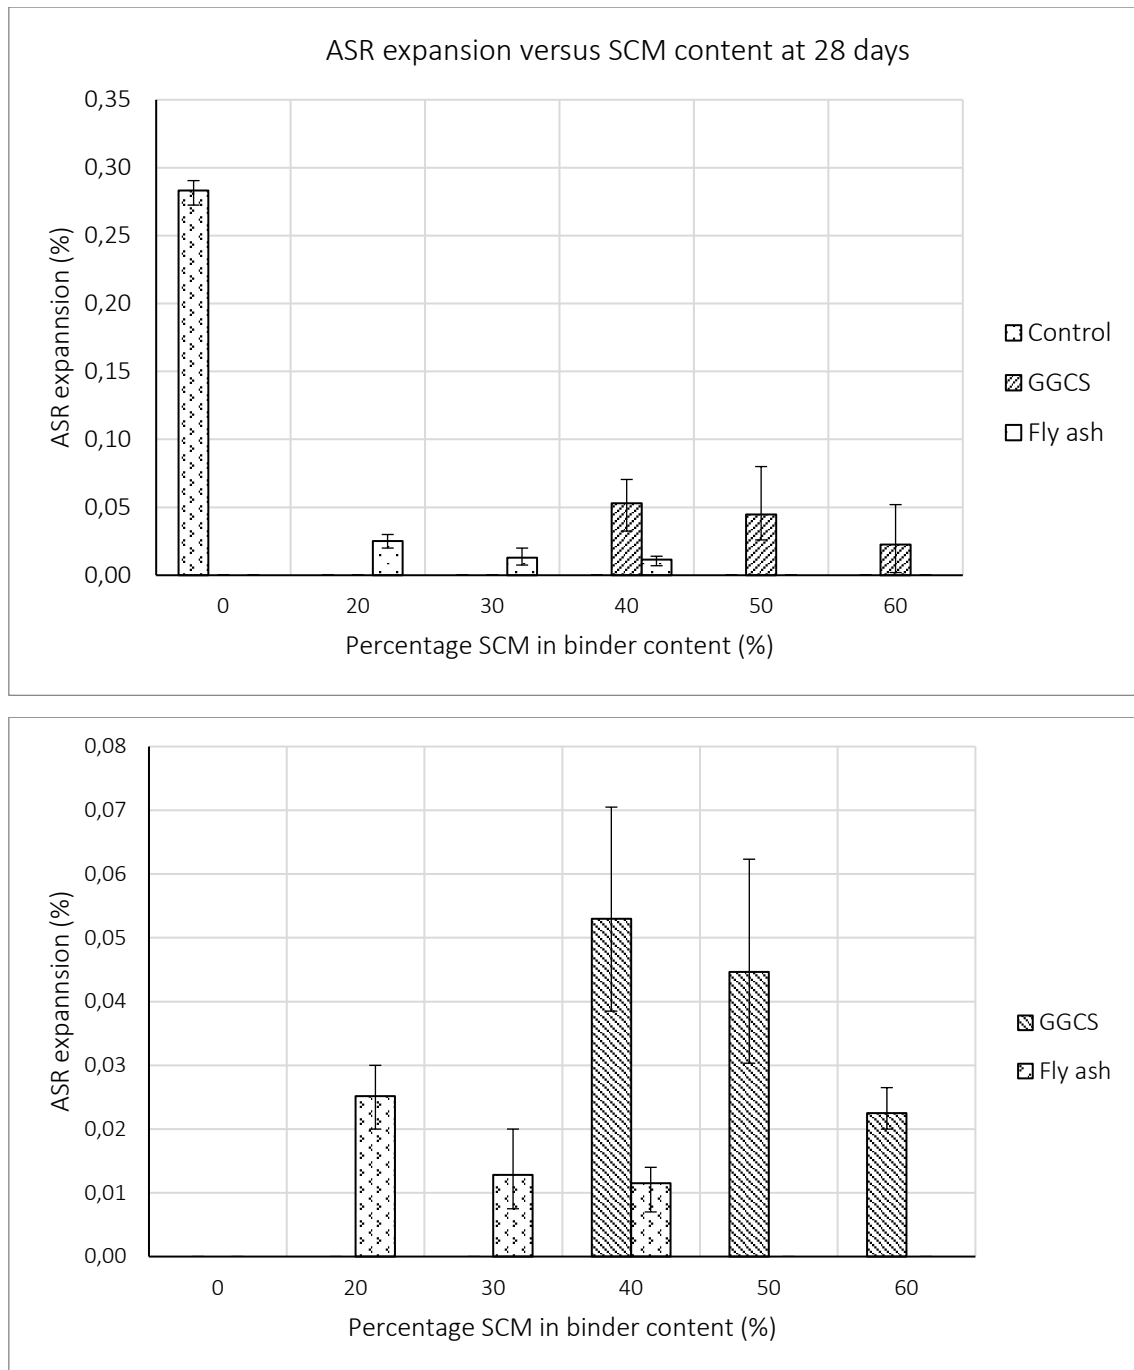 ASR expansion versus SCM content at 28 days
0,35
0,30
0,25
0,20
0,15
0,10
0,05
0,00
ASR expannsion (%)
0 20 30 40 50 60
Percentage SCM in binder content (%)
Control
GGCS
Fly ash
0,08
0,07
0,06
0,05
0,04
0,03
0,02
0,01
0,00
ASR expannsion (%)
0 20 30 40 50 60
Percentage SCM in binder content (%)
GGCS
Fly ash